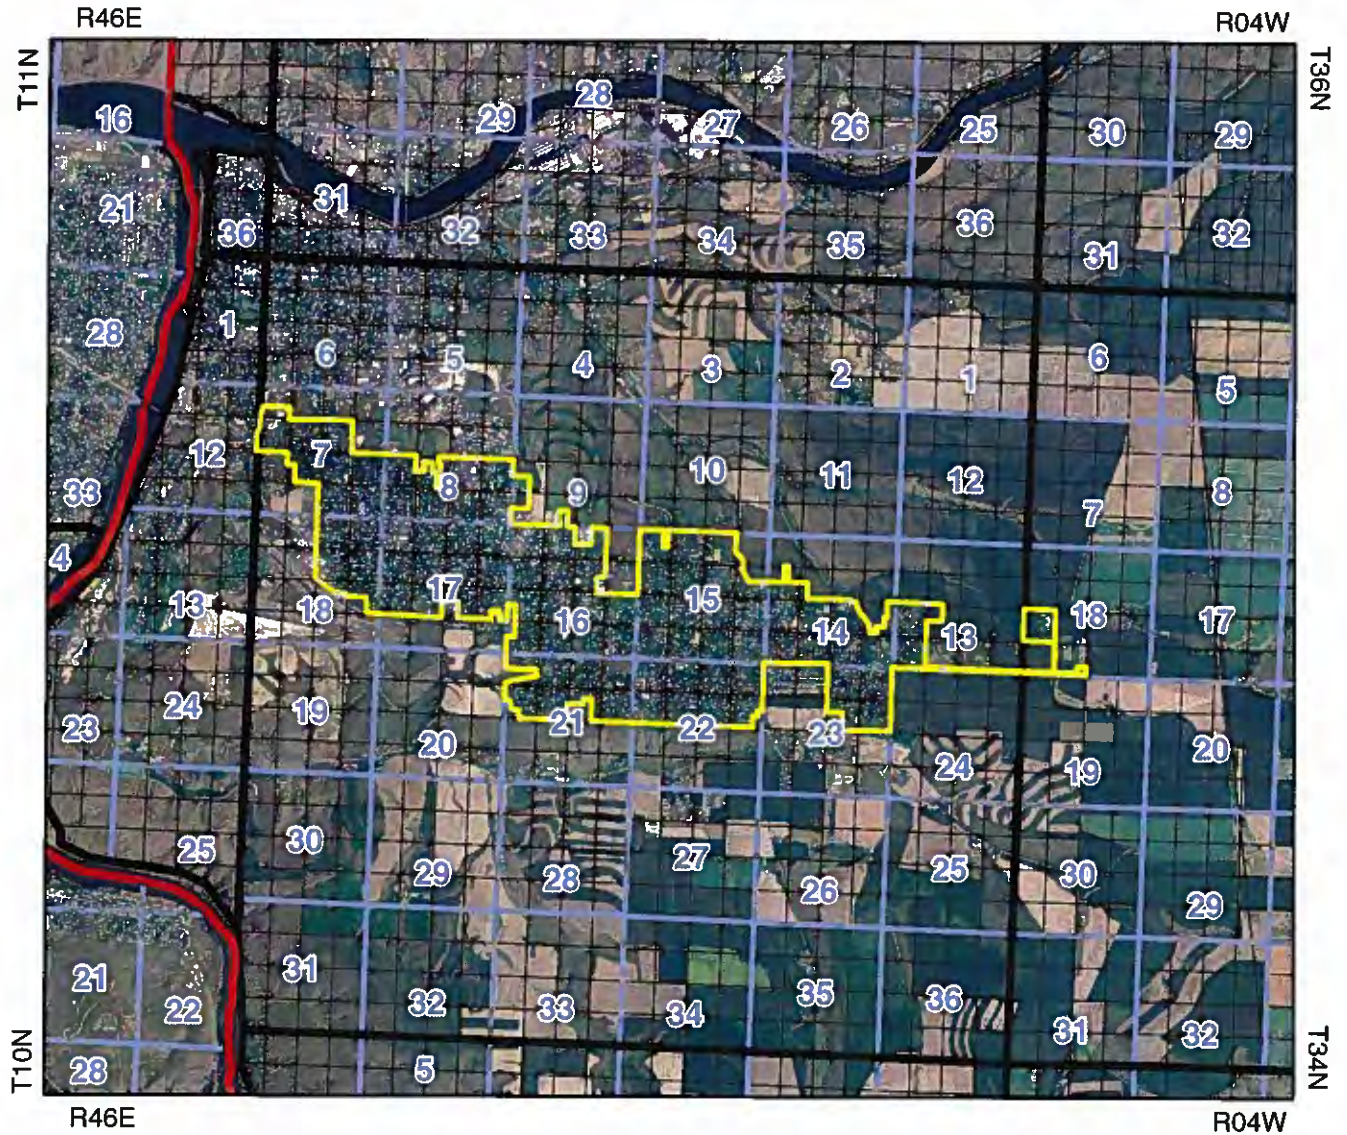 R46E R04W
T11N T36N
16 29 28 27 26 25 30 29
21 36 31 32 33 34 35 36 31 32
28 1 6 5 4 3 2 1 6 5
33 12 7 8 9 10 11 12 7 8
4 13 18 17 16 15 14 13 18 17
23 24 19 20 21 22 23 24 19 20
25 30 29 28 27 26 25 30 29
21 22 31 32 33 34 35 36 31 32
28 5
T10N T34N
R46E R04W